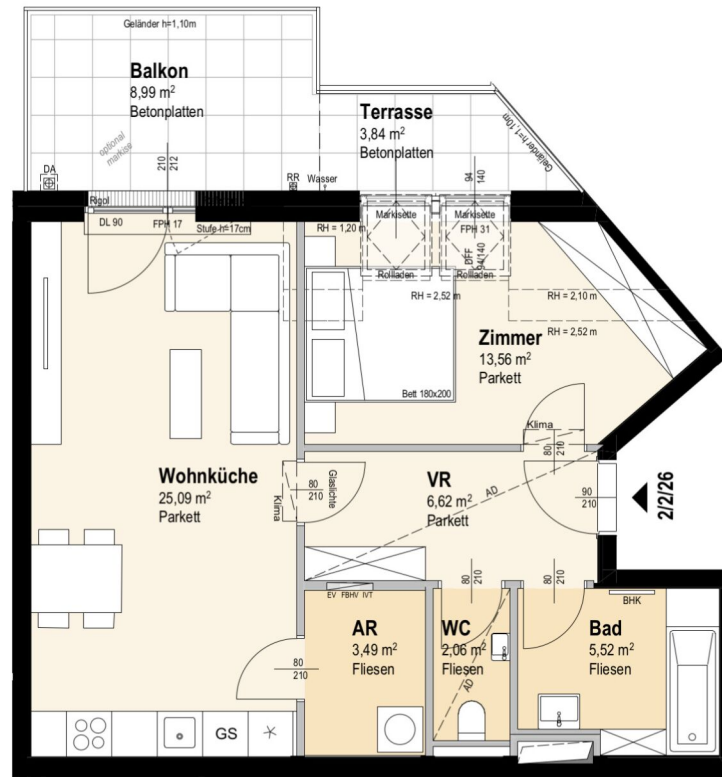 Geländer h=1,10m
Balkon
8,99 m²
Betonplatten
optional
markise
210
212
DA
Rigol
DL 90
FPH 17
Stufe h=17cm
RR
Wasser
Terrasse
3,84 m²
Betonplatten
94
140
Geländer h=1,10m
RH = 1,20 m
Markisette
Markisette
FPH 31
DFF
94/140
Rollladen
Rollladen
RH = 2,52 m
RH = 2,10 m
RH = 2,52 m
Zimmer
13,56 m²
Parkett
Bett 180x200
Klima
80
210
Wohnküche
25,09 m²
Parkett
80
210
Glaslichte
Klima
VR
6,62 m²
Parkett
AD
90
210
2/2/26
80
210
80
210
EV FBHV IVT
BHK
AR
3,49 m²
Fliesen
80
210
WC
2,06 m²
Fliesen
AD
Bad
5,52 m²
Fliesen
GS